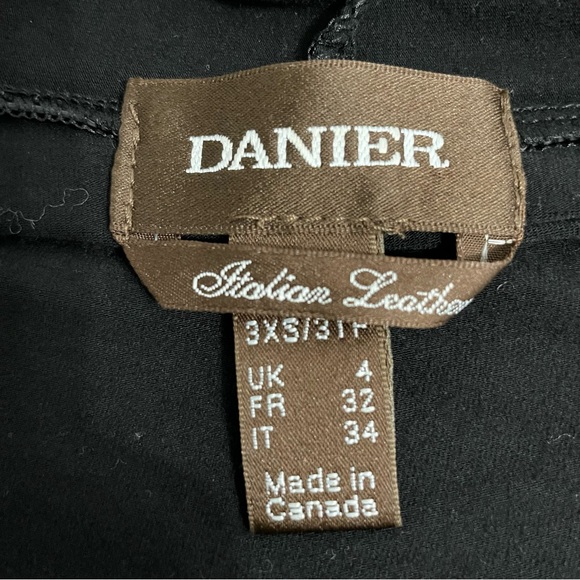 DANIER
Italian Leather
3XS/3TP
UK 4
FR 32
IT 34
Made in
Canada